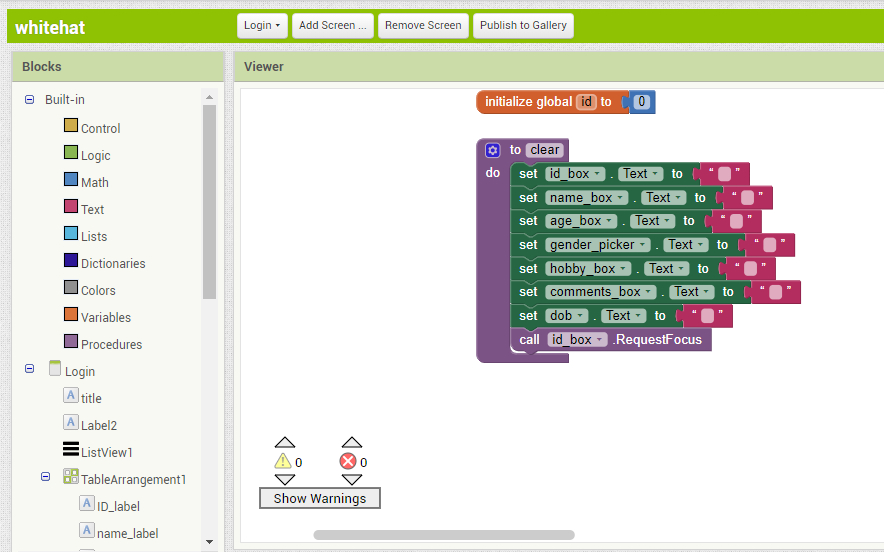 whitehat
Login
Add Screen ...
Remove Screen
Publish to Gallery
Blocks
Viewer
Built-in
Control
Logic
Math
Text
Lists
Dictionaries
Colors
Variables
Procedures
Login
title
Label2
ListView1
TableArrangement1
ID_label
name_label
initialize global id to 0
to clear
do set id_box . Text to “ ”
set name_box . Text to “ ”
set age_box . Text to “ ”
set gender_picker . Text to “ ”
set hobby_box . Text to “ ”
set comments_box . Text to “ ”
set dob . Text to “ ”
call id_box .RequestFocus
0 0
Show Warnings